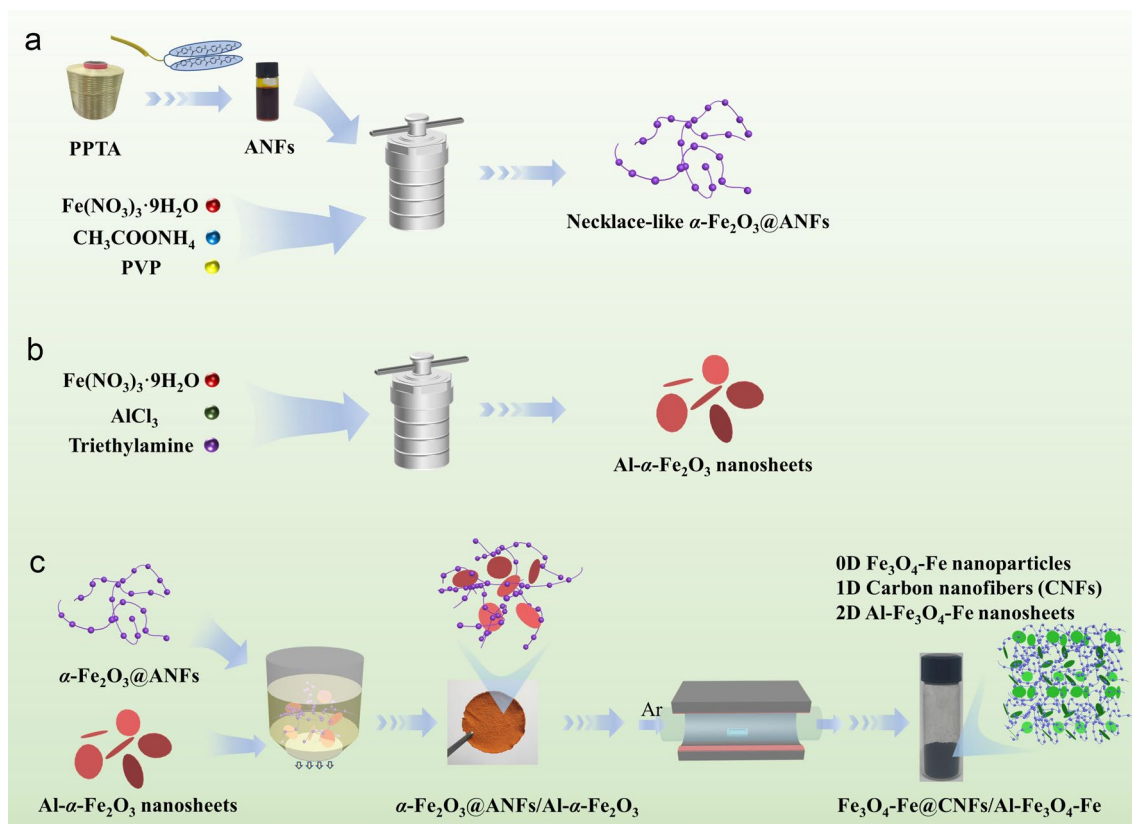 a
PPTA
ANFs
Fe(NO₃)₃·9H₂O
CH₃COONH₄
PVP
Necklace-like α-Fe₂O₃@ANFs
b
Fe(NO₃)₃·9H₂O
AlCl₃
Triethylamine
Al-α-Fe₂O₃ nanosheets
c
0D Fe₃O₄-Fe nanoparticles
1D Carbon nanofibers (CNFs)
2D Al-Fe₃O₄-Fe nanosheets
α-Fe₂O₃@ANFs
Ar
Al-α-Fe₂O₃ nanosheets
α-Fe₂O₃@ANFs/Al-α-Fe₂O₃
Fe₃O₄-Fe@CNFs/Al-Fe₃O₄-Fe